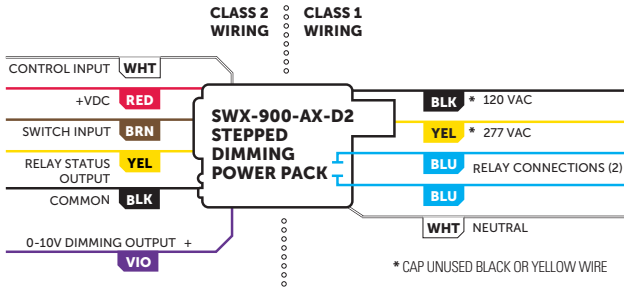 CLASS 2
WIRING
CLASS 1
WIRING
CONTROL INPUT WHT
+VDC RED
SWITCH INPUT BRN
RELAY STATUS
OUTPUT
YEL
COMMON BLK
0-10V DIMMING OUTPUT +
VIO
SWX-900-AX-D2
STEPPED
DIMMING
POWER PACK
BLK * 120 VAC
YEL * 277 VAC
BLU RELAY CONNECTIONS (2)
BLU
WHT NEUTRAL
* CAP UNUSED BLACK OR YELLOW WIRE